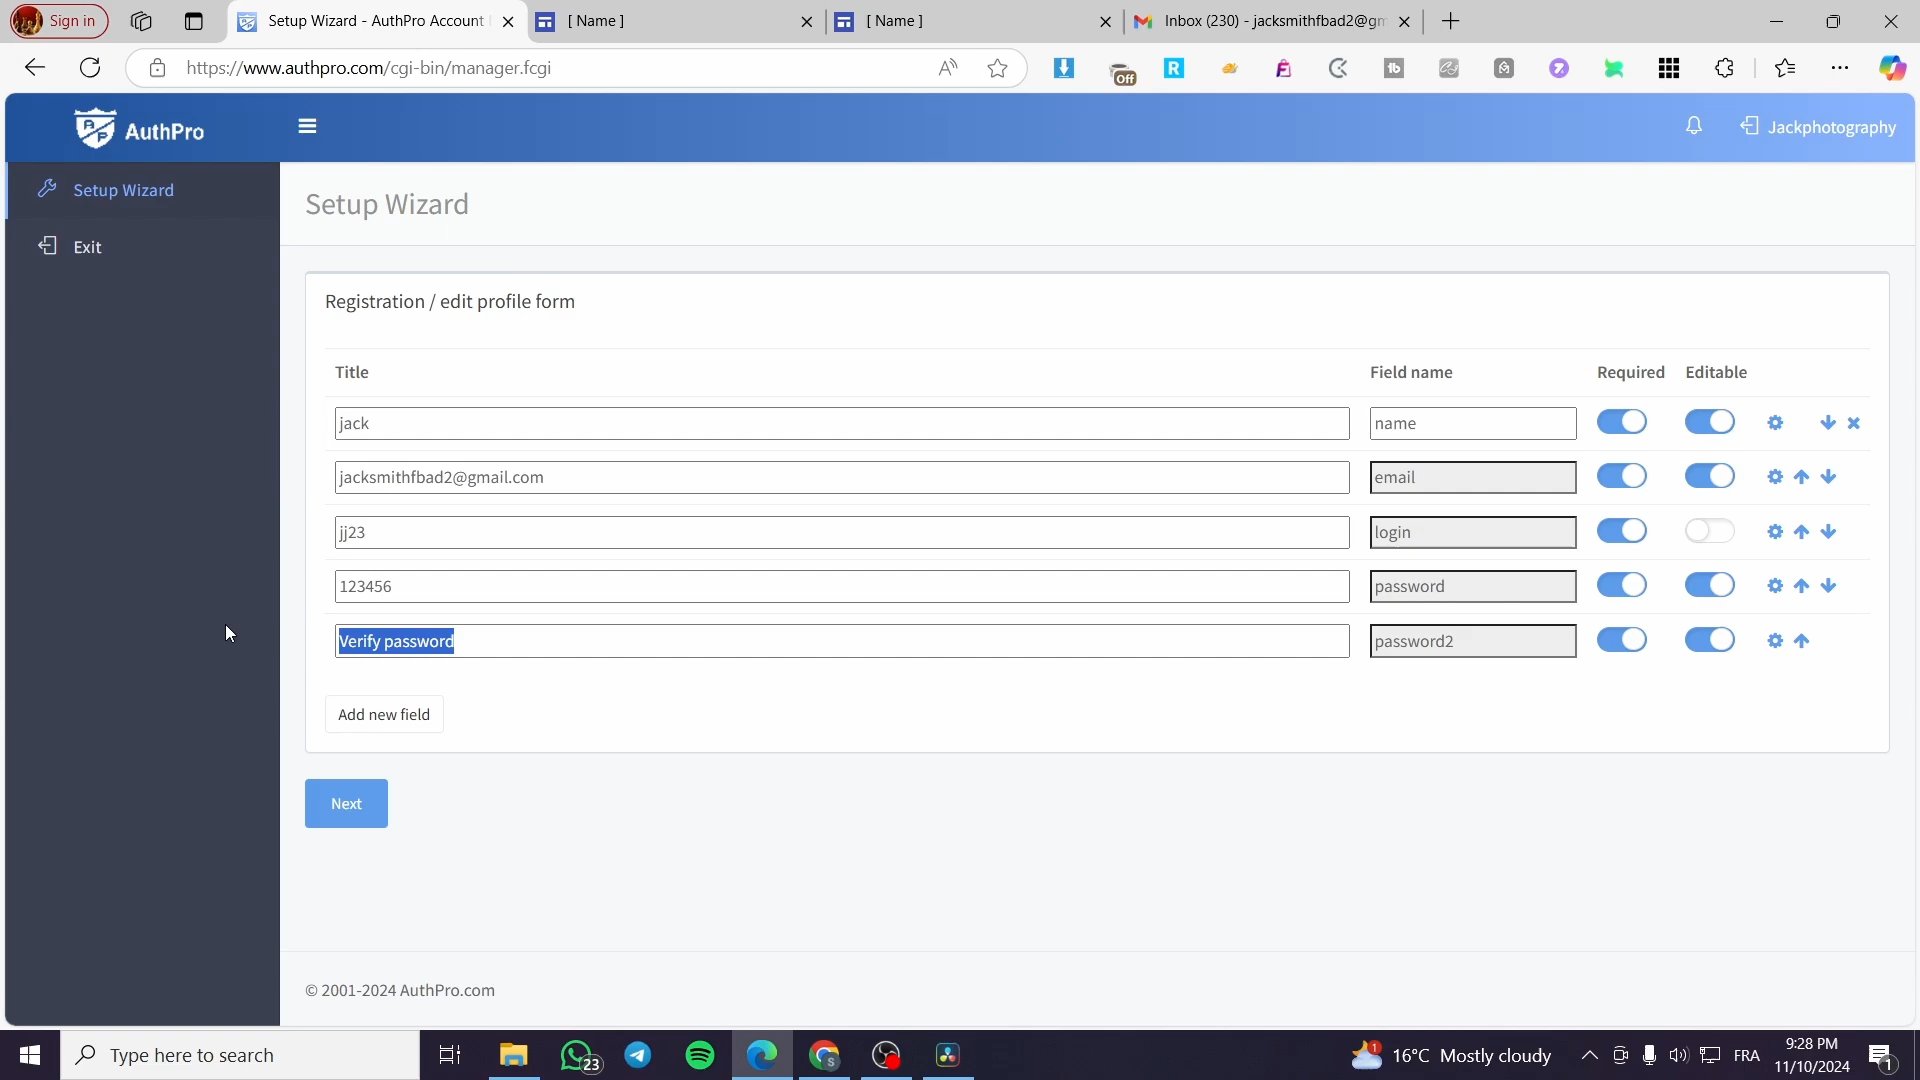 Sign in
Setup Wizard - AuthPro Account
[ Name ]
[ Name ]
Inbox (230) - jacksmithfbad2@gm
https://www.authpro.com/cgi-bin/manager.fcgi
Off
AuthPro
Jackphotography
Setup Wizard
Exit
Setup Wizard
Registration / edit profile form
Title Field name Required Editable
jack name
jacksmithfbad2@gmail.com email
jj23 login
123456 password
Verify password password2
Add new field
Next
© 2001-2024 AuthPro.com
Type here to search
23
1
16°C Mostly cloudy
FRA
9:28 PM
11/10/2024
1